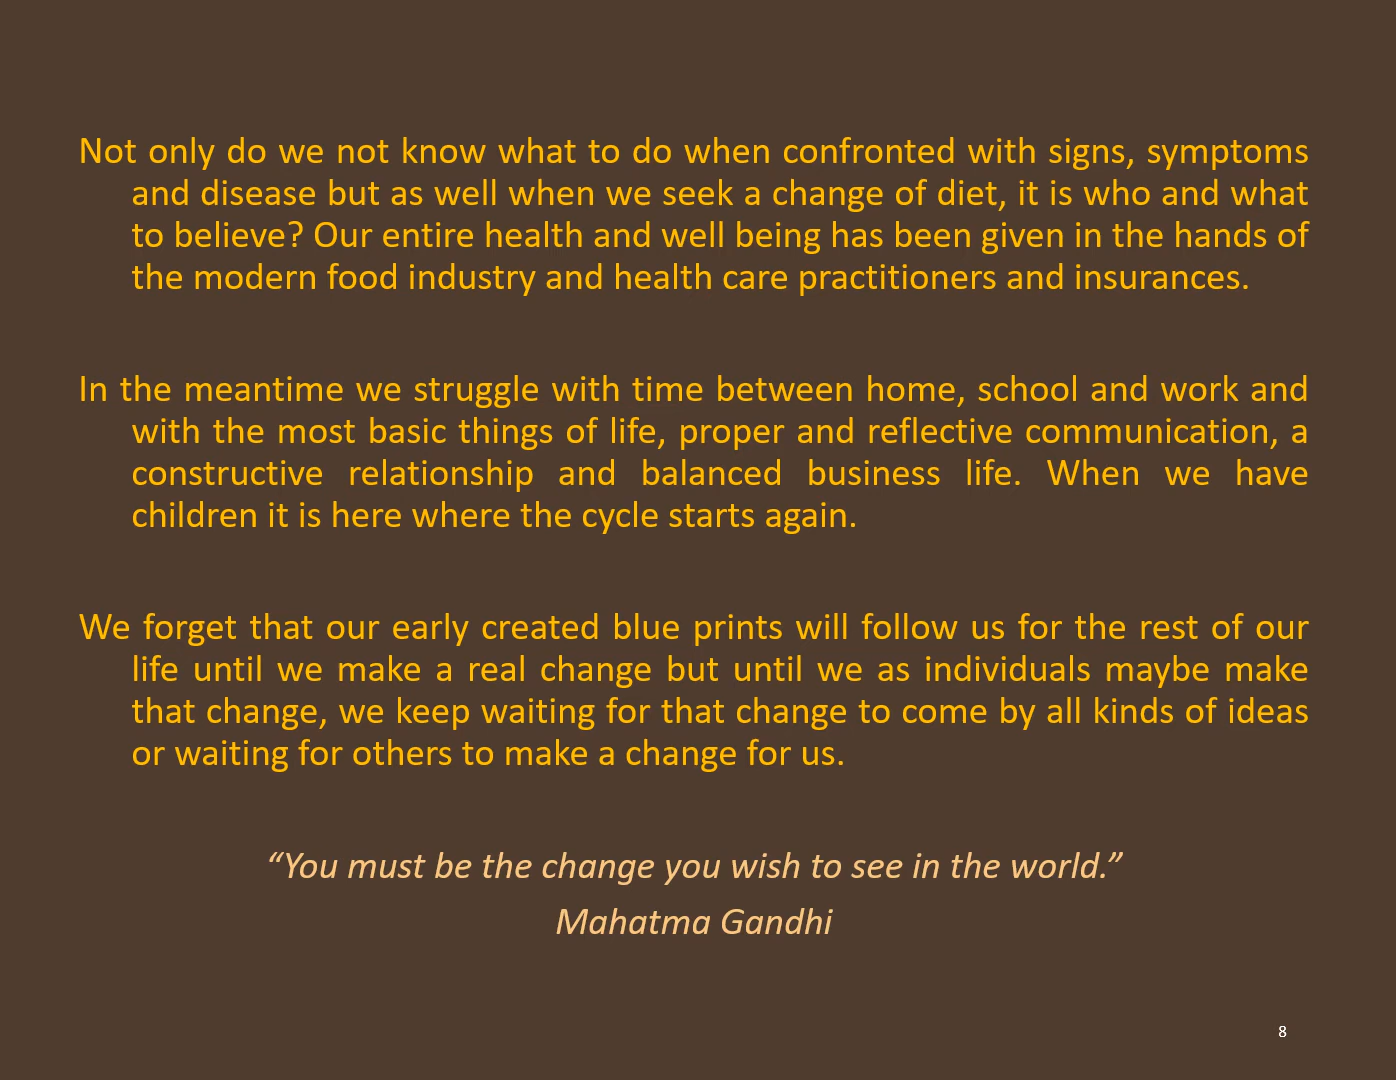 Not only do we not know what to do when confronted with signs, symptoms
and disease but as well when we seek a change of diet, it is who and what
to believe? Our entire health and well being has been given in the hands of
the modern food industry and health care practitioners and insurances.
In the meantime we struggle with time between home, school and work and
with the most basic things of life, proper and reflective communication, a
constructive relationship and balanced business life. When we have
children it is here where the cycle starts again.
We forget that our early created blue prints will follow us for the rest of our
life until we make a real change but until we as individuals maybe make
that change, we keep waiting for that change to come by all kinds of ideas
or waiting for others to make a change for us.
“You must be the change you wish to see in the world.”
Mahatma Gandhi
8